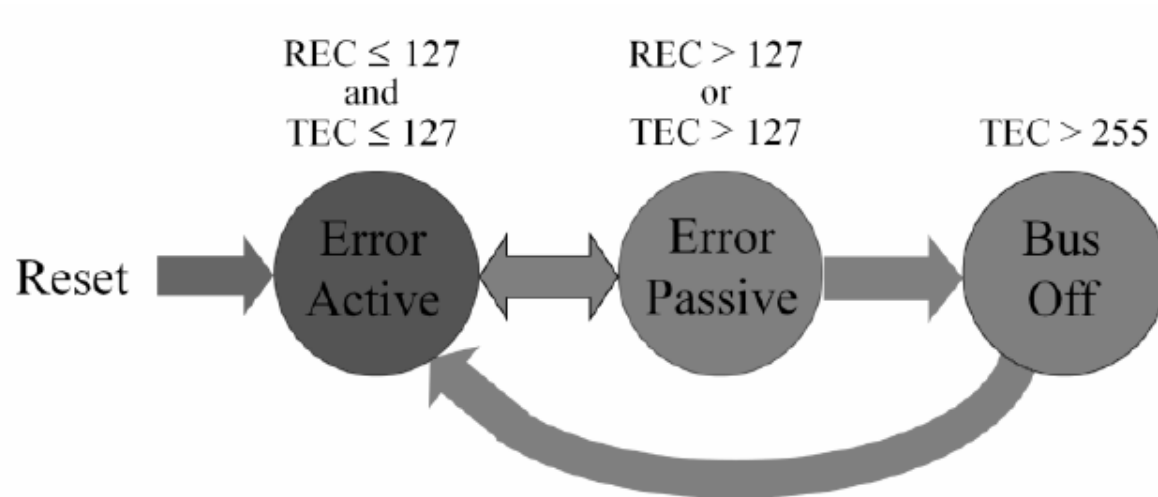 REC ≤ 127
and
TEC ≤ 127
REC > 127
or
TEC > 127
TEC > 255
Reset
Error
Active
Error
Passive
Bus
Off